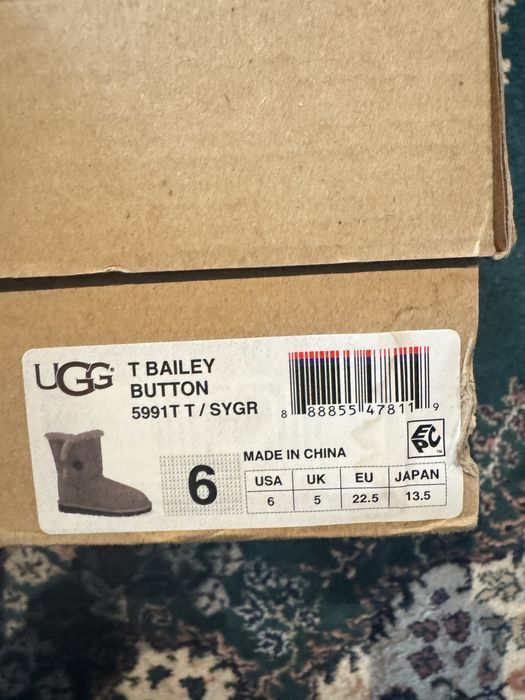 UGG®
T BAILEY
BUTTON
5991T T / SYGR
8 88855 47811 9
EPC™
MADE IN CHINA
6
USA UK EU JAPAN
6 5 22.5 13.5